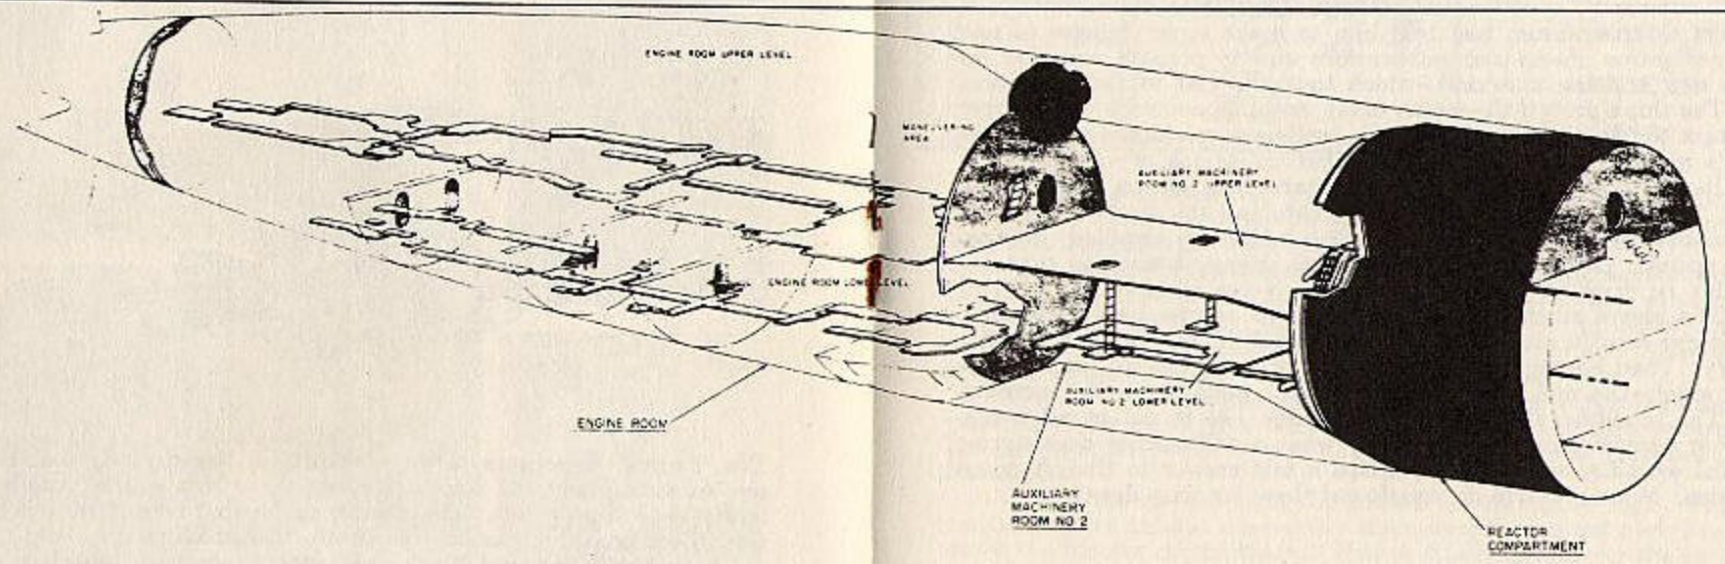 ENGINE ROOM UPPER LEVEL
MANEUVERING
AREA
AUXILIARY MACHINERY
ROOM NO. 2 UPPER LEVEL
ENGINE ROOM LOWER LEVEL
AUXILIARY MACHINERY
ROOM NO 2 LOWER LEVEL
ENGINE ROOM
AUXILIARY
MACHINERY
ROOM NO 2
REACTOR
COMPARTMENT